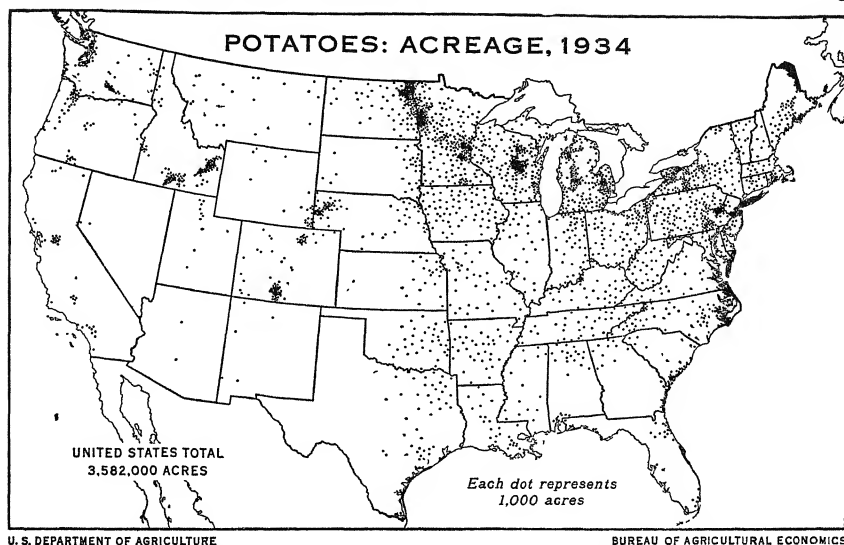 POTATOES: ACREAGE, 1934
UNITED STATES TOTAL
3,582,000 ACRES
Each dot represents
1,000 acres
U. S. DEPARTMENT OF AGRICULTURE
BUREAU OF AGRICULTURAL ECONOMICS